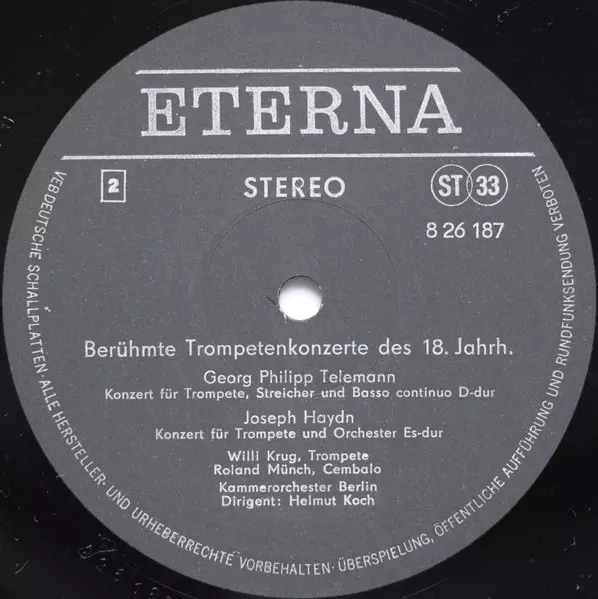 ETERNA
2
STEREO
ST 33
8 26 187
Berühmte Trompetenkonzerte des 18. Jahrh.
Georg Philipp Telemann
Konzert für Trompete, Streicher und Basso continuo D-dur
Joseph Haydn
Konzert für Trompete und Orchester Es-dur
Willi Krug, Trompete
Roland Münch, Cembalo
Kammerorchester Berlin
Dirigent: Helmut Koch
VEB DEUTSCHE SCHALLPLATTEN · ALLE HERSTELLER- UND URHEBERRECHTE VORBEHALTEN · ÜBERSPIELUNG, ÖFFENTLICHE AUFFÜHRUNG UND RUNDFUNKSENDUNG VERBOTEN